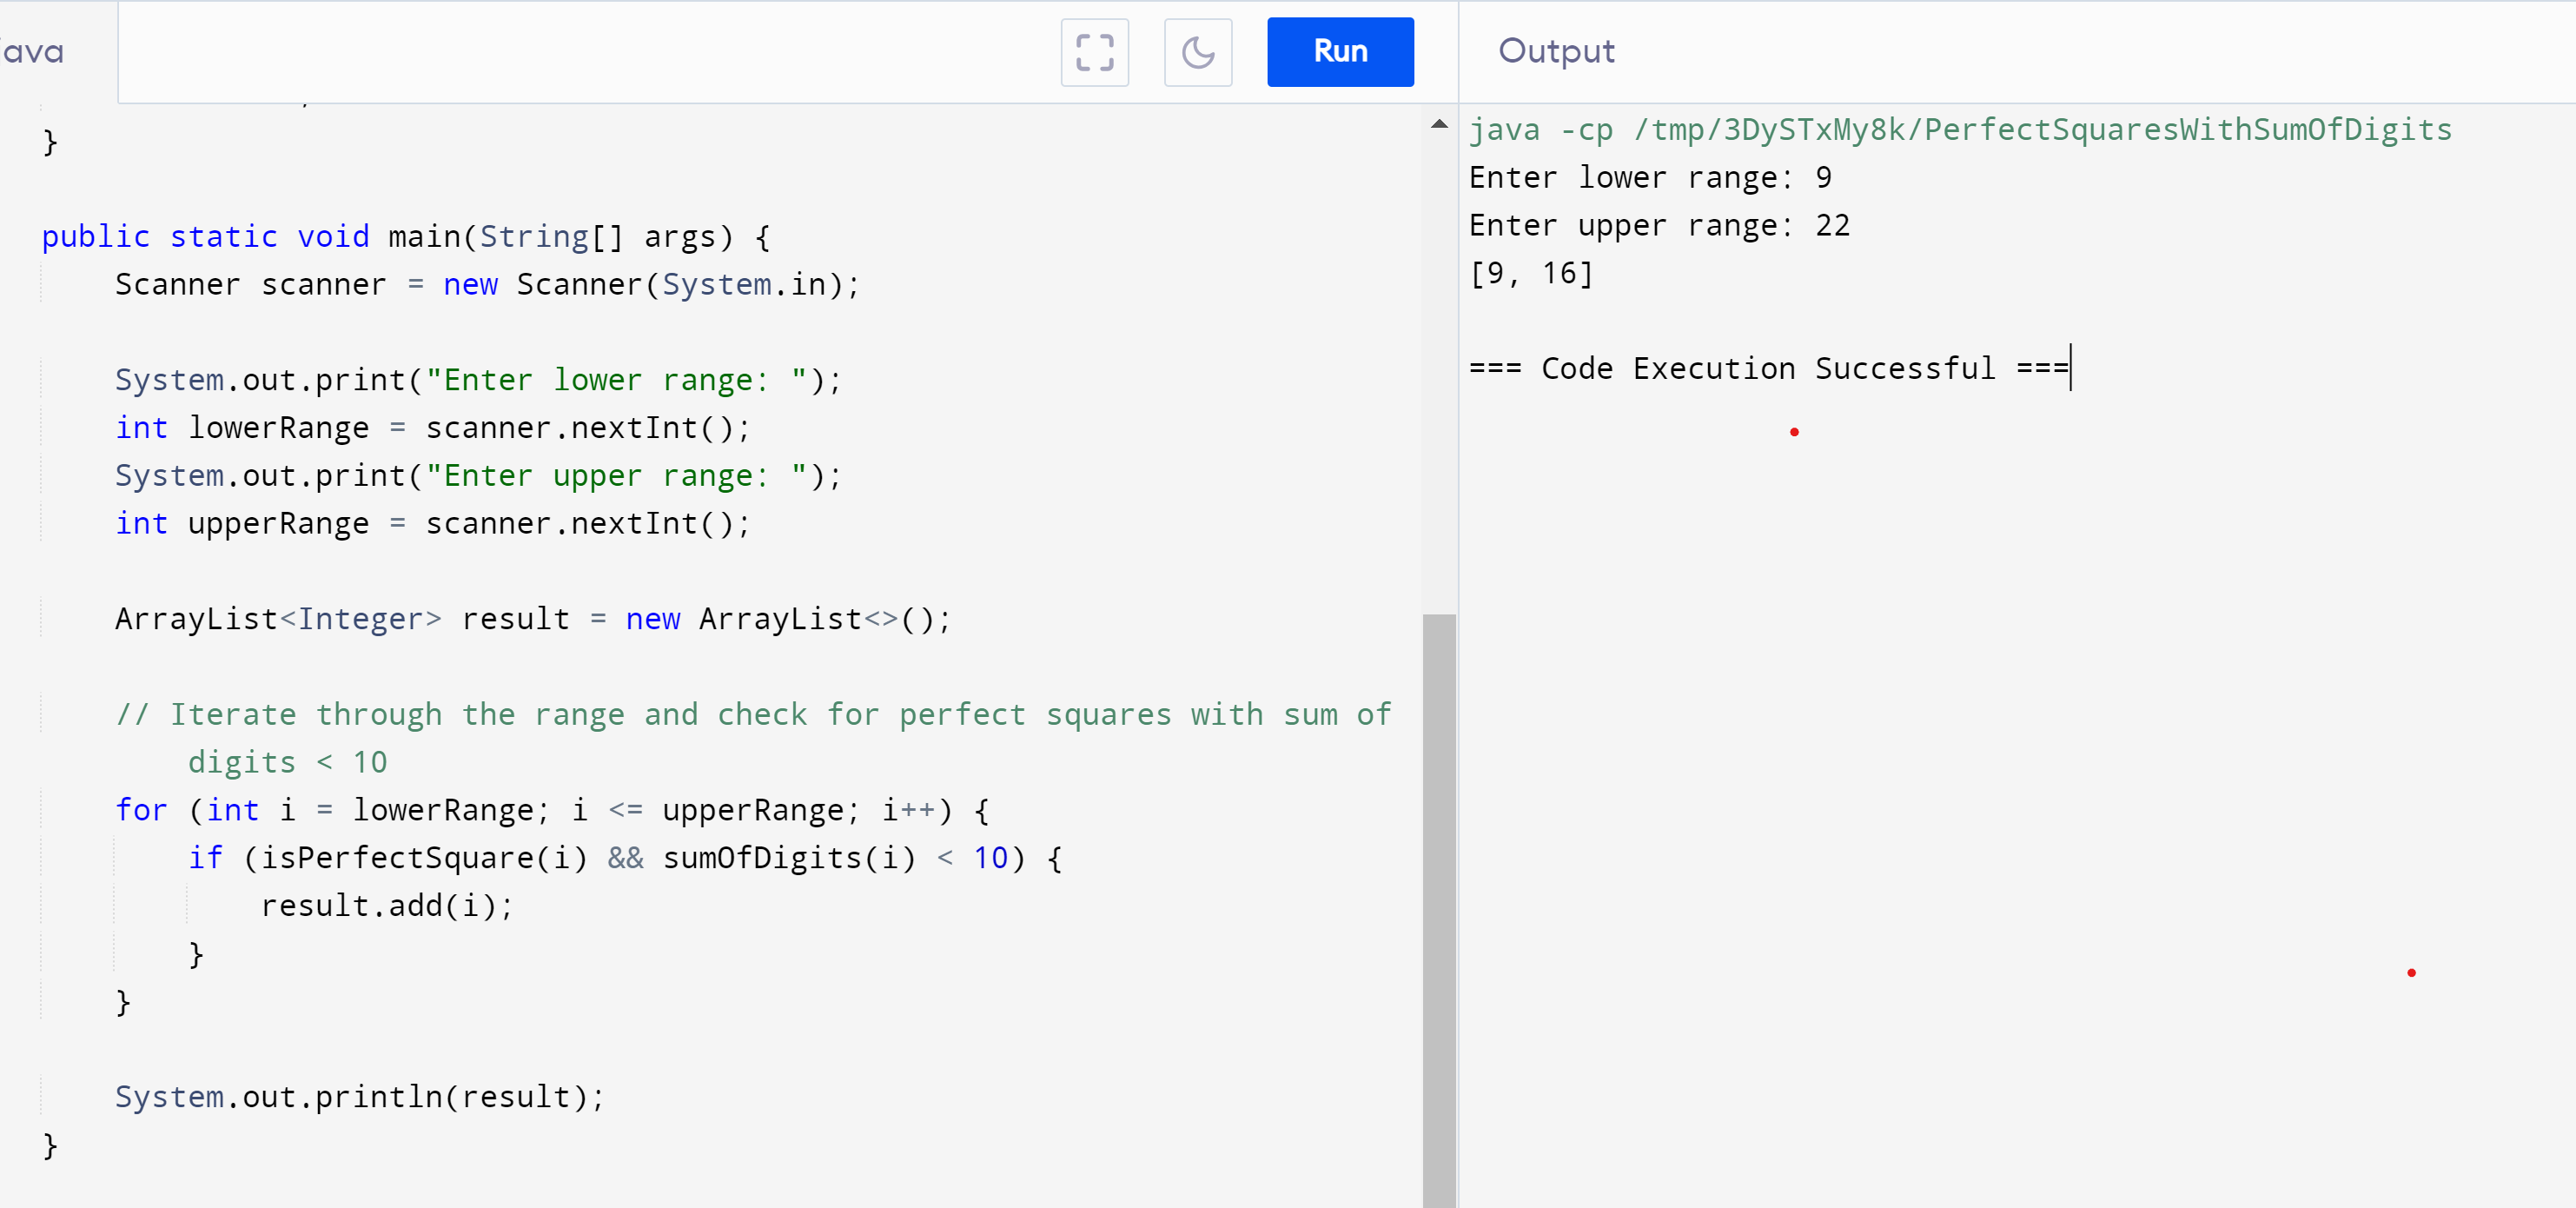 ava
Run
Output
}
public static void main(String[] args) {
Scanner scanner = new Scanner(System.in);
System.out.print("Enter lower range: ");
int lowerRange = scanner.nextInt();
System.out.print("Enter upper range: ");
int upperRange = scanner.nextInt();
ArrayList<Integer> result = new ArrayList<>();
// Iterate through the range and check for perfect squares with sum of
digits < 10
for (int i = lowerRange; i <= upperRange; i++) {
if (isPerfectSquare(i) && sumOfDigits(i) < 10) {
result.add(i);
}
}
System.out.println(result);
}
java -cp /tmp/3DySTxMy8k/PerfectSquaresWithSumOfDigits
Enter lower range: 9
Enter upper range: 22
[9, 16]
=== Code Execution Successful ===